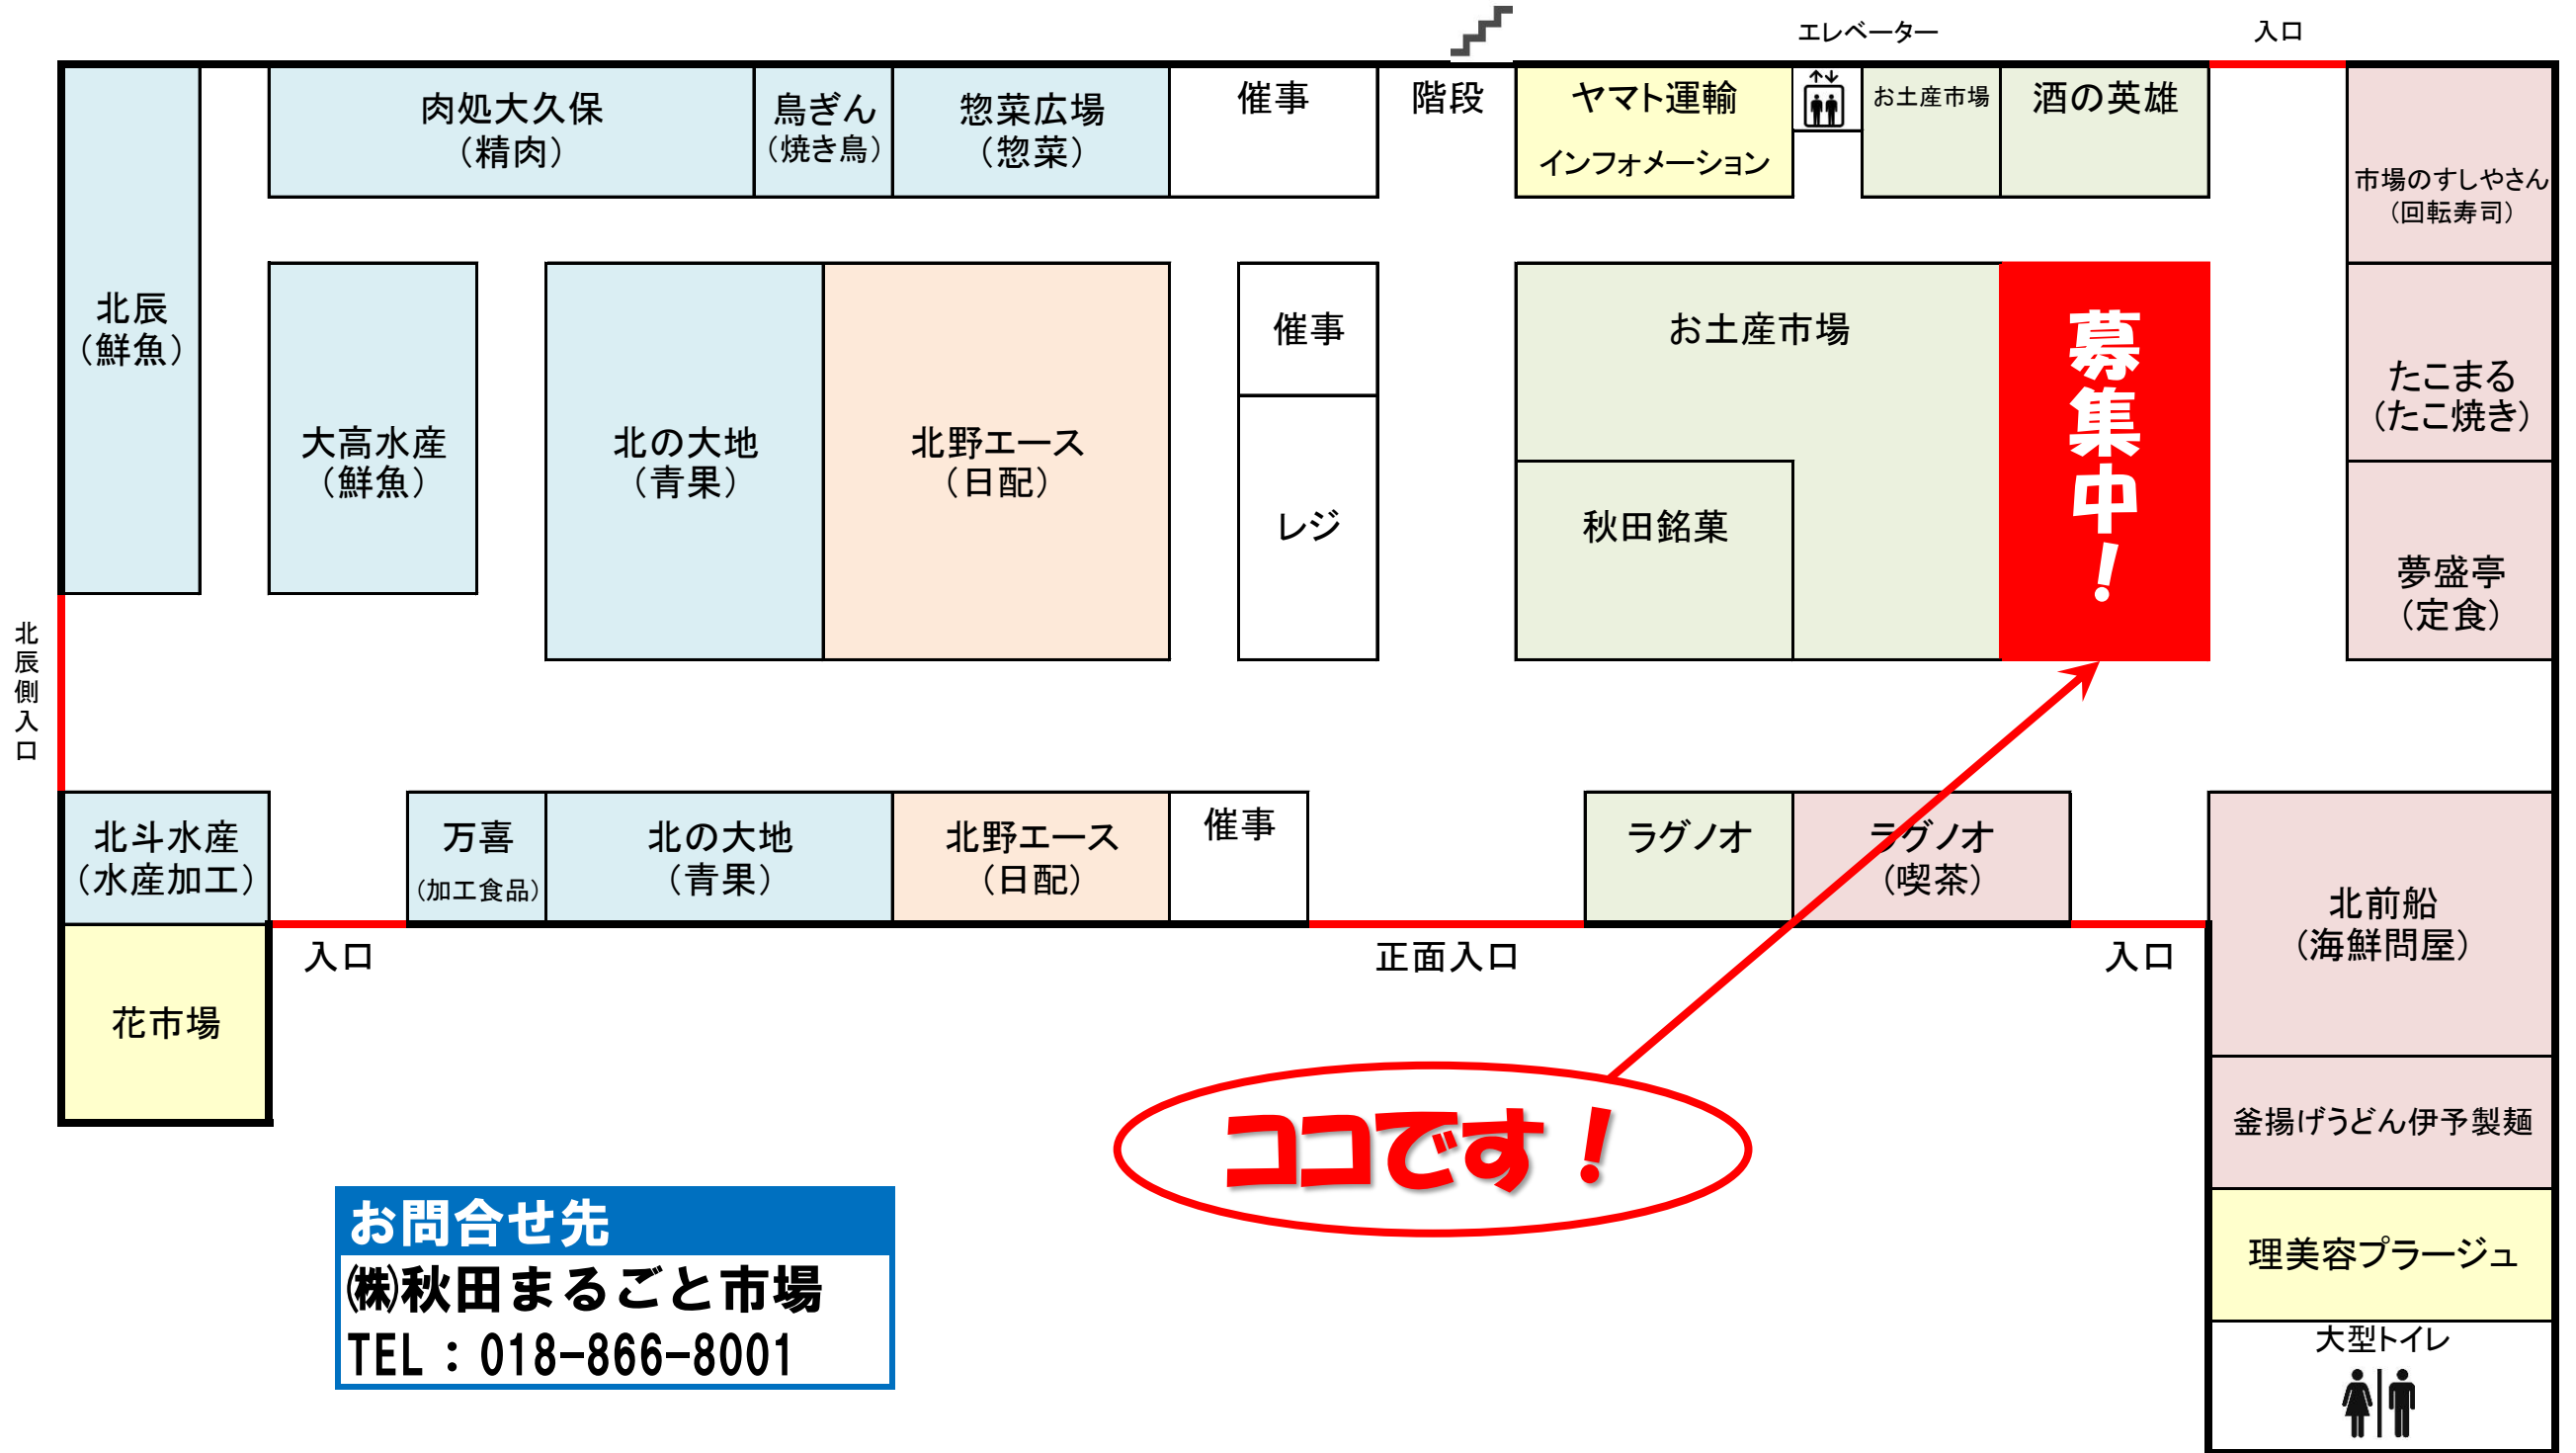 エレベーター
入口
肉処大久保
（精肉）
鳥ぎん
（焼き鳥）
惣菜広場
（惣菜）
催事
階段
ヤマト運輸
インフォメーション
お土産市場
酒の英雄
市場のすしやさん
（回転寿司）
北辰
（鮮魚）
大高水産
（鮮魚）
北の大地
（青果）
北野エース
（日配）
催事
レジ
お土産市場
秋田銘菓
募集中！
たこまる
（たこ焼き）
夢盛亭
（定食）
北辰側入口
北斗水産
（水産加工）
万喜
（加工食品）
北の大地
（青果）
北野エース
（日配）
催事
ラグノオ
ラグノオ
（喫茶）
北前船
（海鮮問屋）
入口
正面入口
入口
花市場
ココです！
釜揚げうどん伊予製麺
理美容プラージュ
大型トイレ
お問合せ先
㈱秋田まるごと市場
TEL：018-866-8001